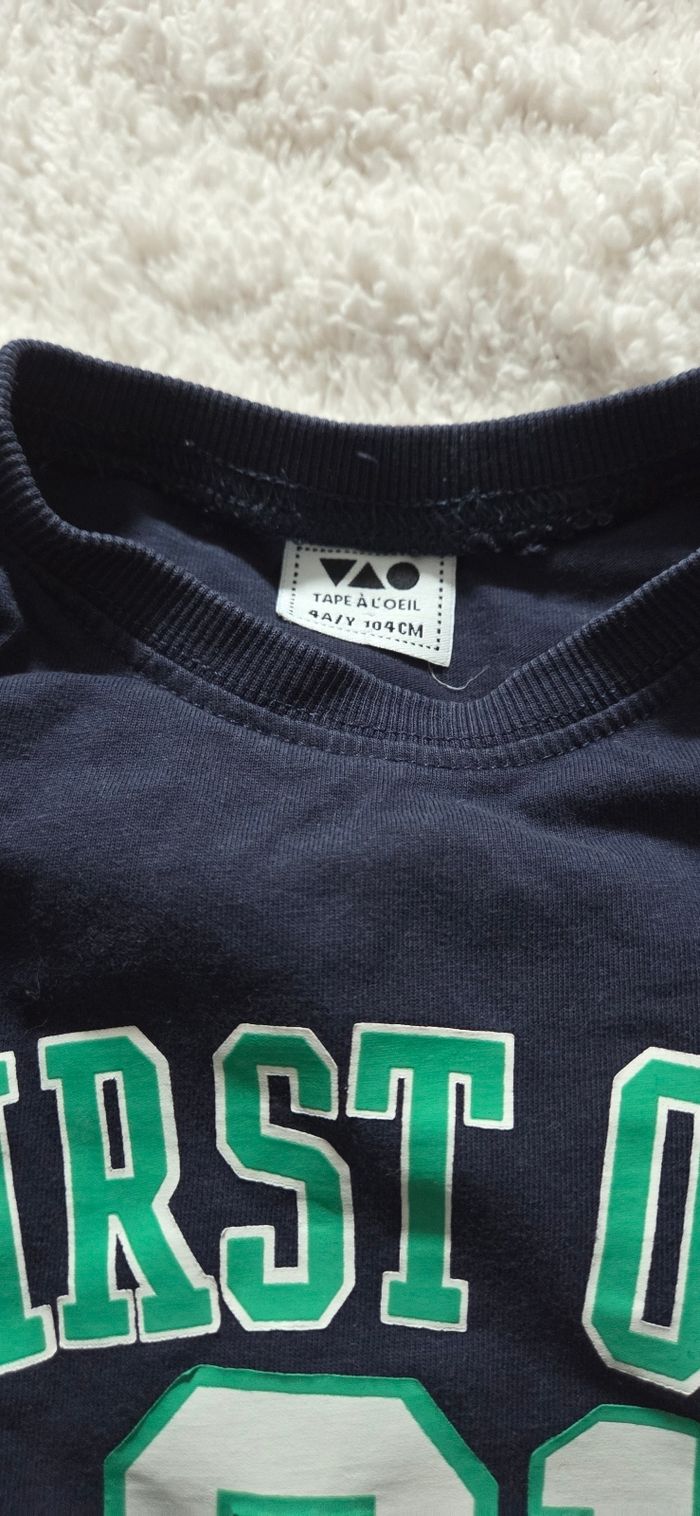 TAPE À L'OEIL
4A/Y 104CM
IRST O